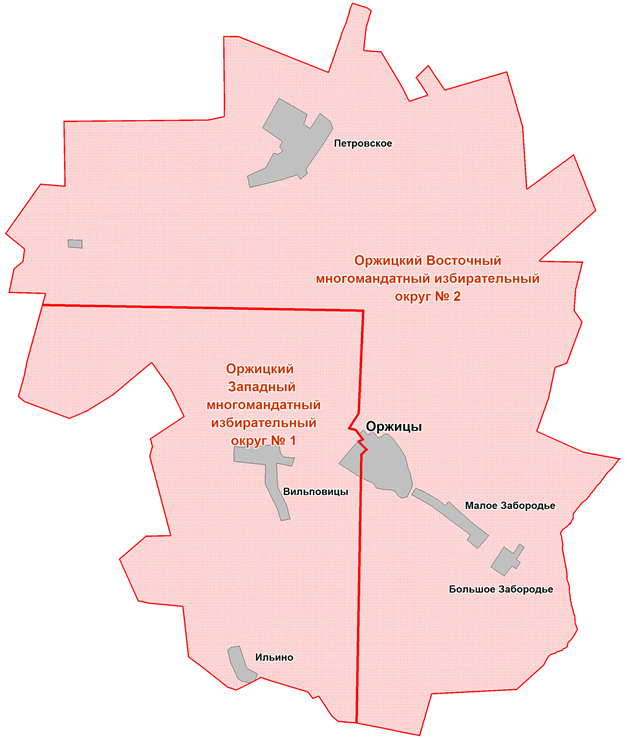 Петровское
Оржицкий Восточный
многомандатный избирательный
округ № 2
Оржицкий
Западный
многомандатный
избирательный
округ № 1
Оржицы
Вильповицы
Малое Забородье
Большое Забородье
Ильино